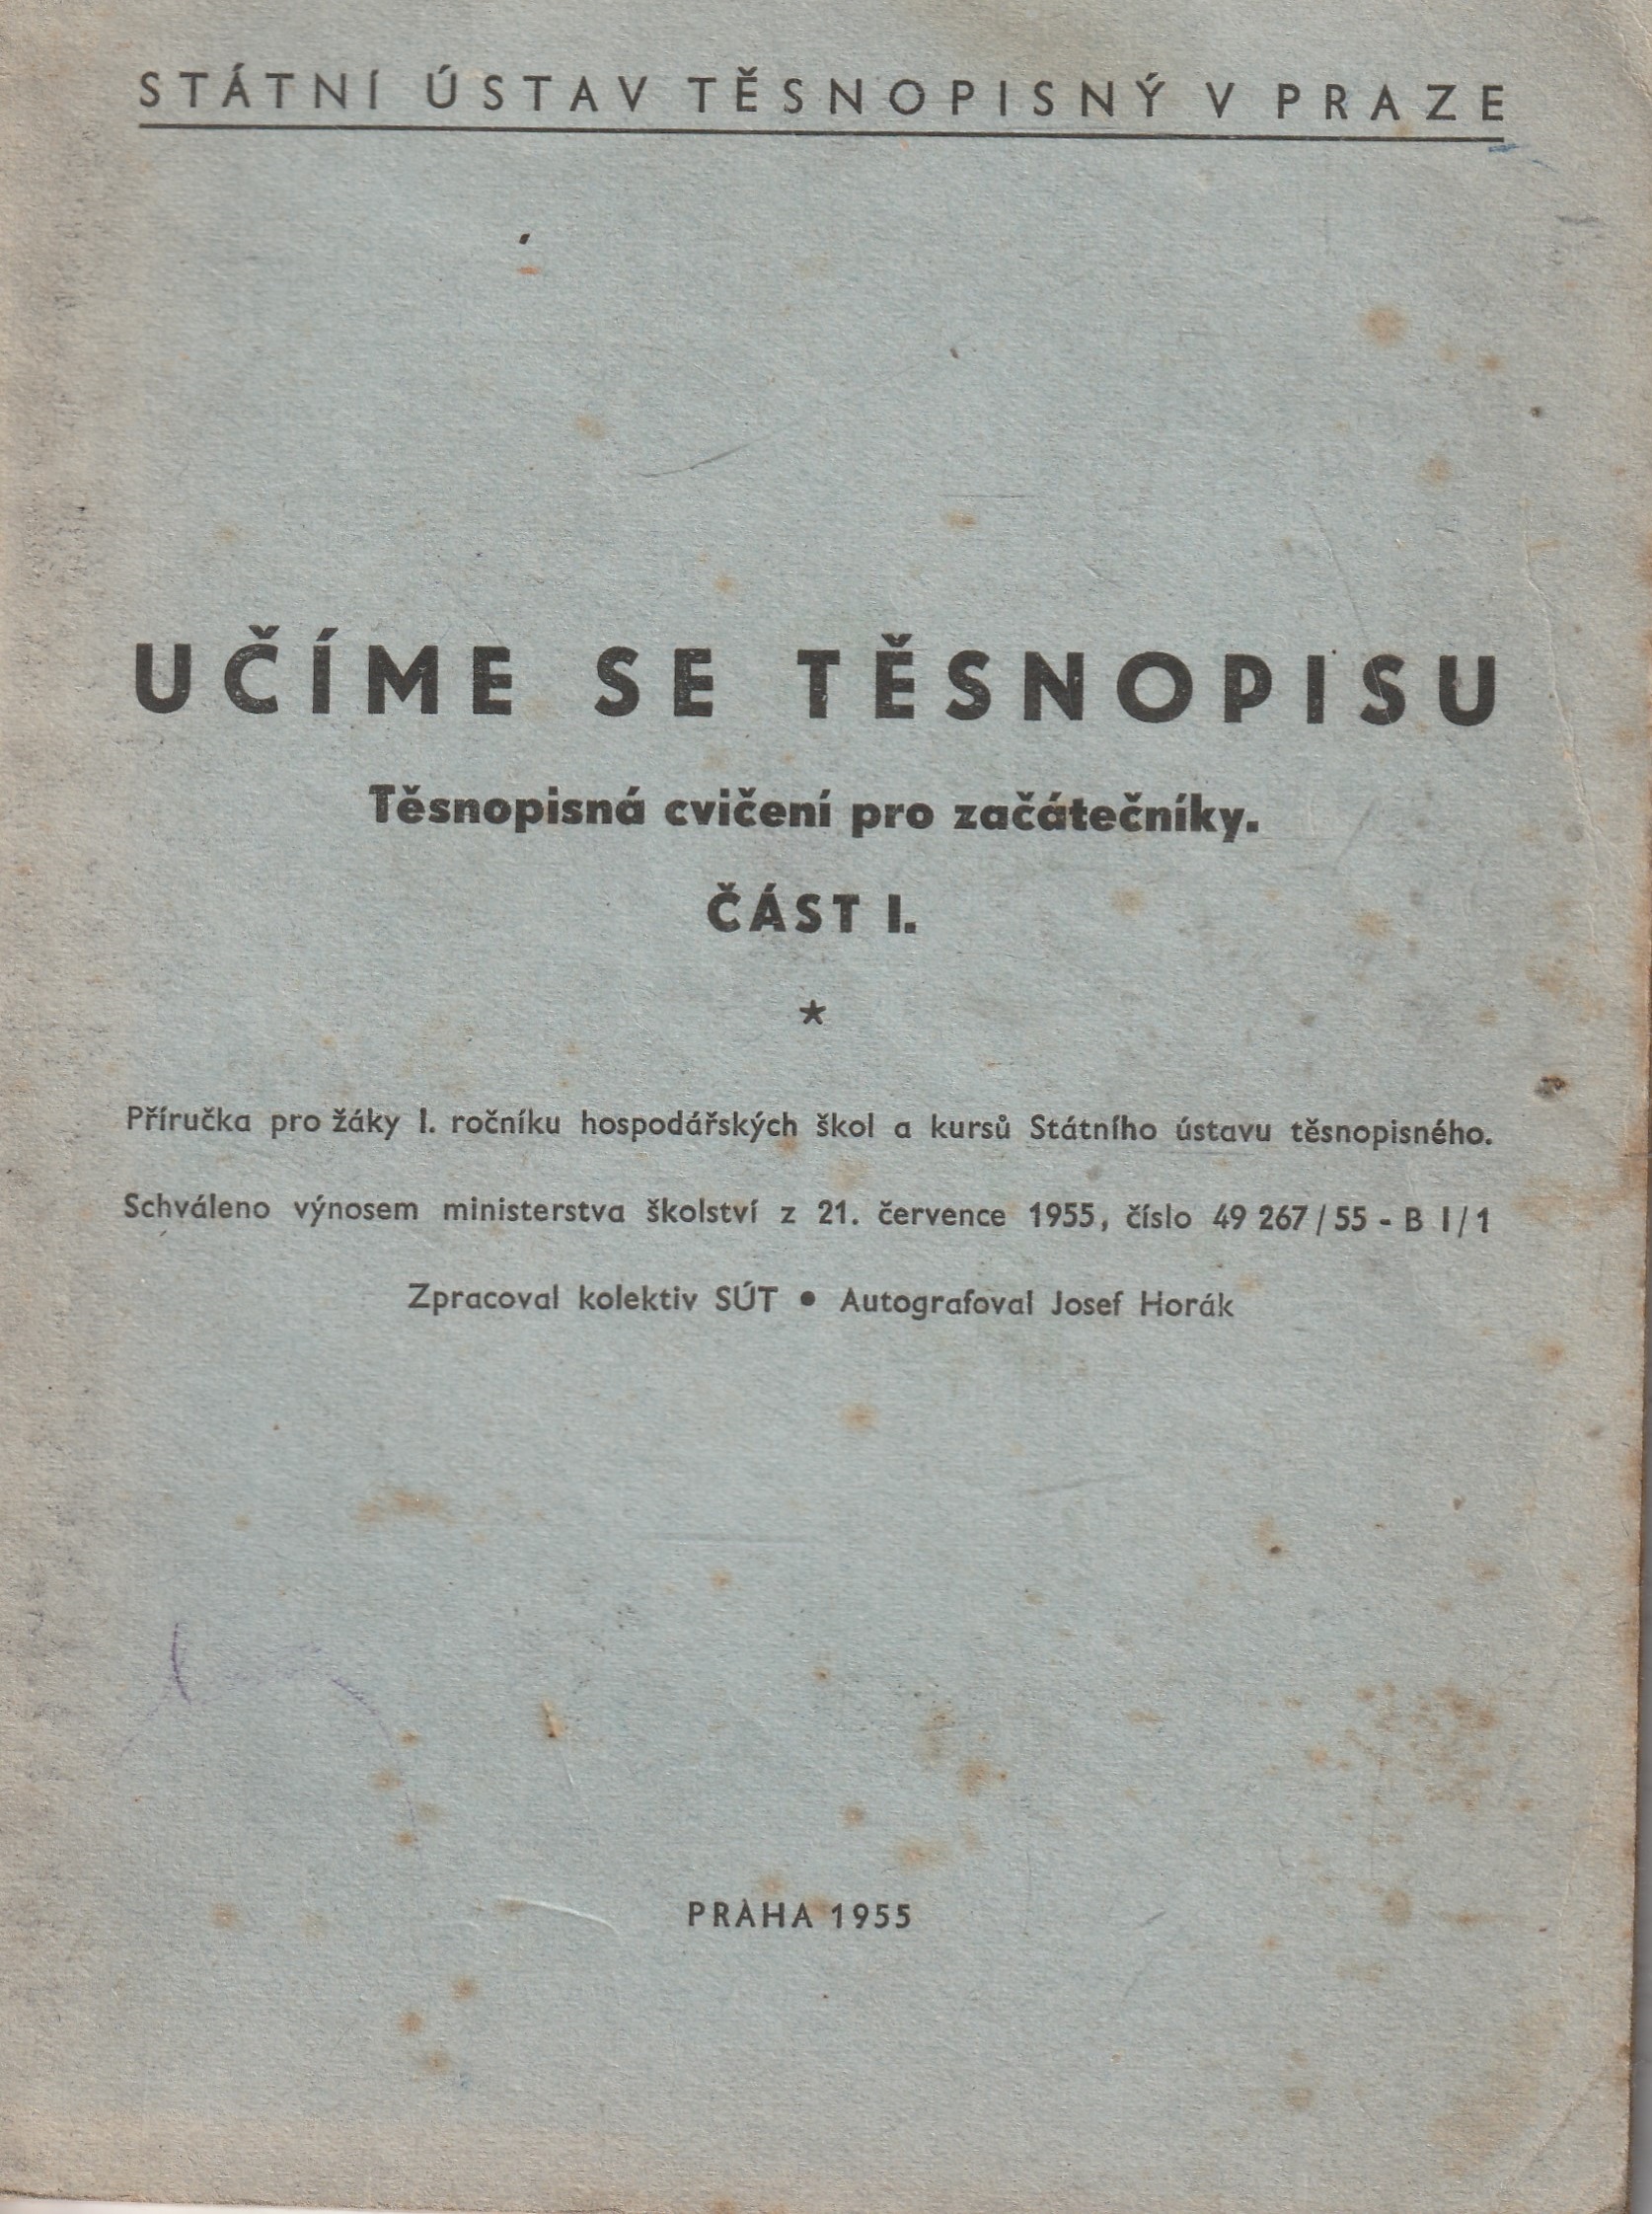 STÁTNÍ ÚSTAV TĚSNOPISNÝ V PRAZE
UČÍME SE TĚSNOPISU
Těsnopisná cvičení pro začátečníky.
ČÁST I.
*
Příručka pro žáky I. ročníku hospodářských škol a kursů Státního ústavu těsnopisného.
Schváleno výnosem ministerstva školství z 21. července 1955, číslo 49 267/55 - B I/1
Zpracoval kolektiv SÚT • Autografoval Josef Horák
PRAHA 1955